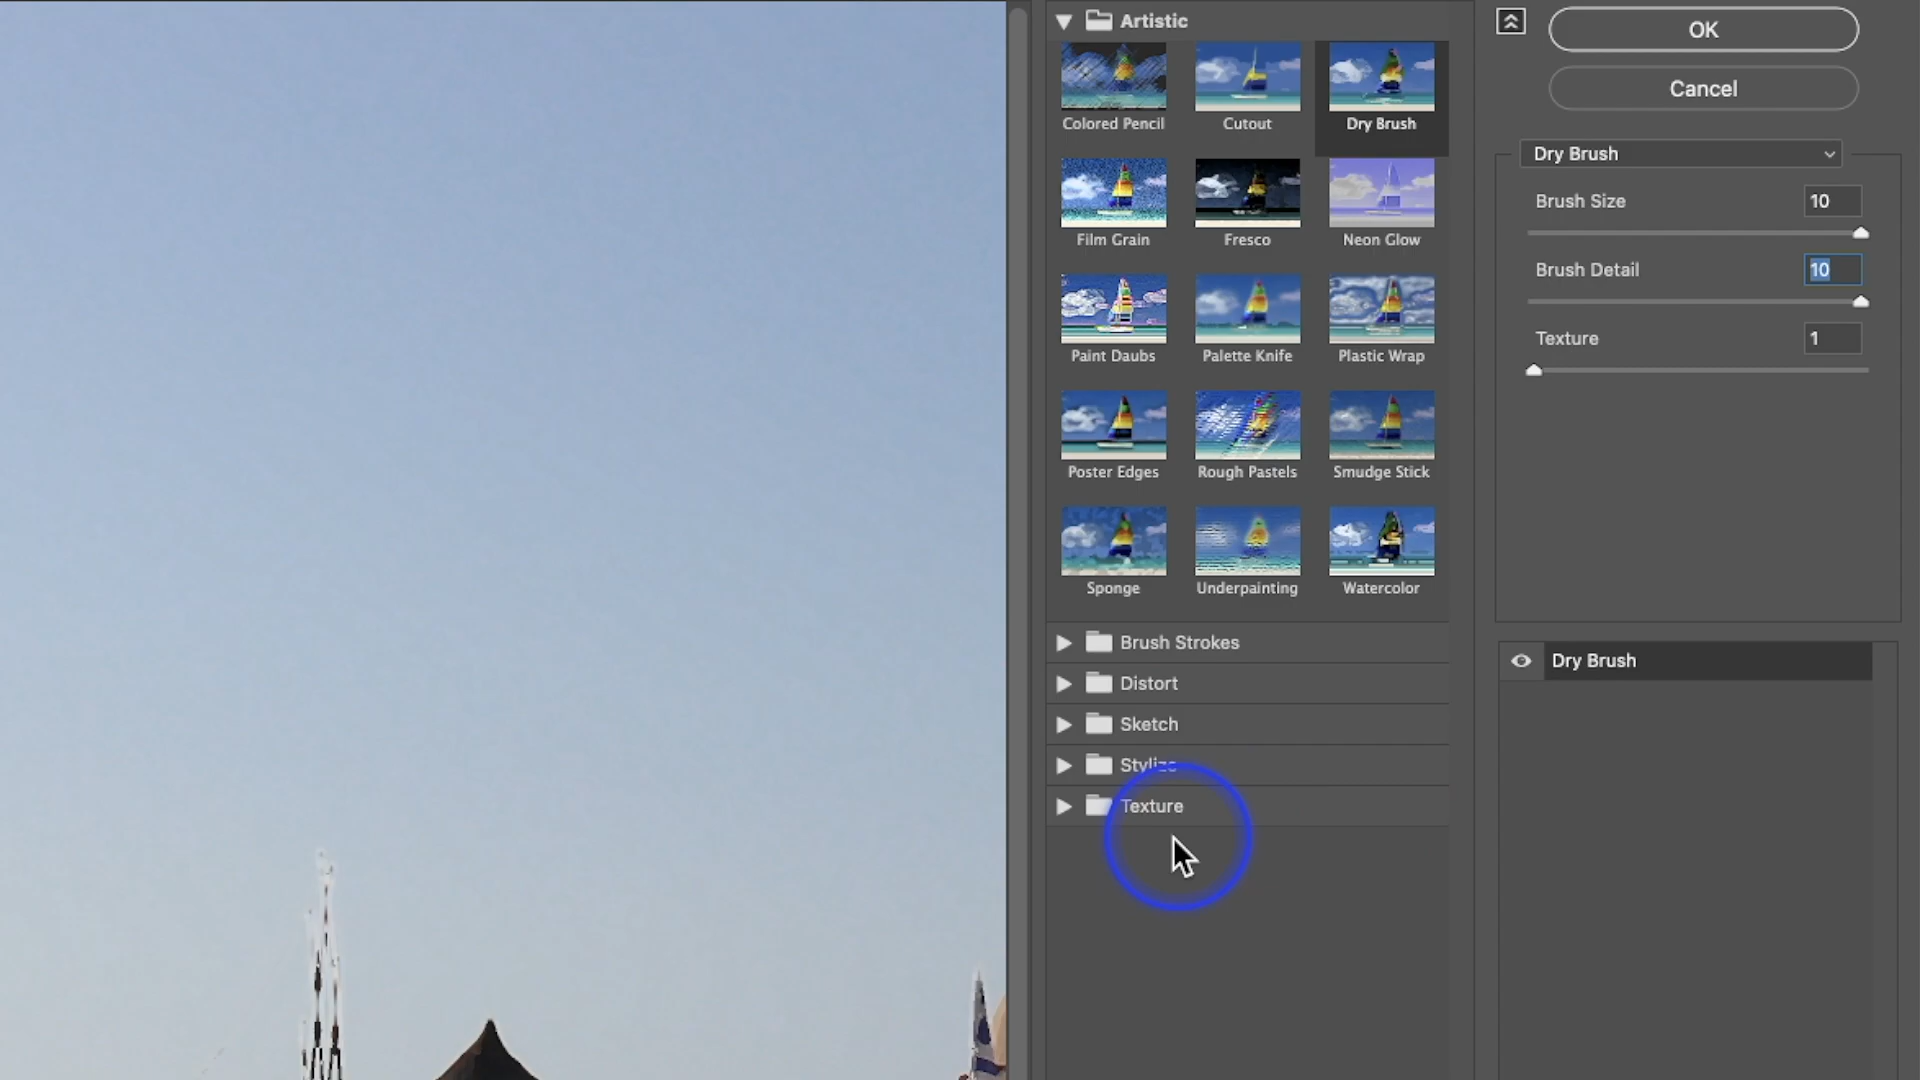 Artistic
Colored Pencil
Cutout
Dry Brush
Film Grain
Fresco
Neon Glow
Paint Daubs
Palette Knife
Plastic Wrap
Poster Edges
Rough Pastels
Smudge Stick
Sponge
Underpainting
Watercolor
Brush Strokes
Distort
Sketch
Stylize
Texture
OK
Cancel
Dry Brush
Brush Size 10
Brush Detail 10
Texture 1
Dry Brush